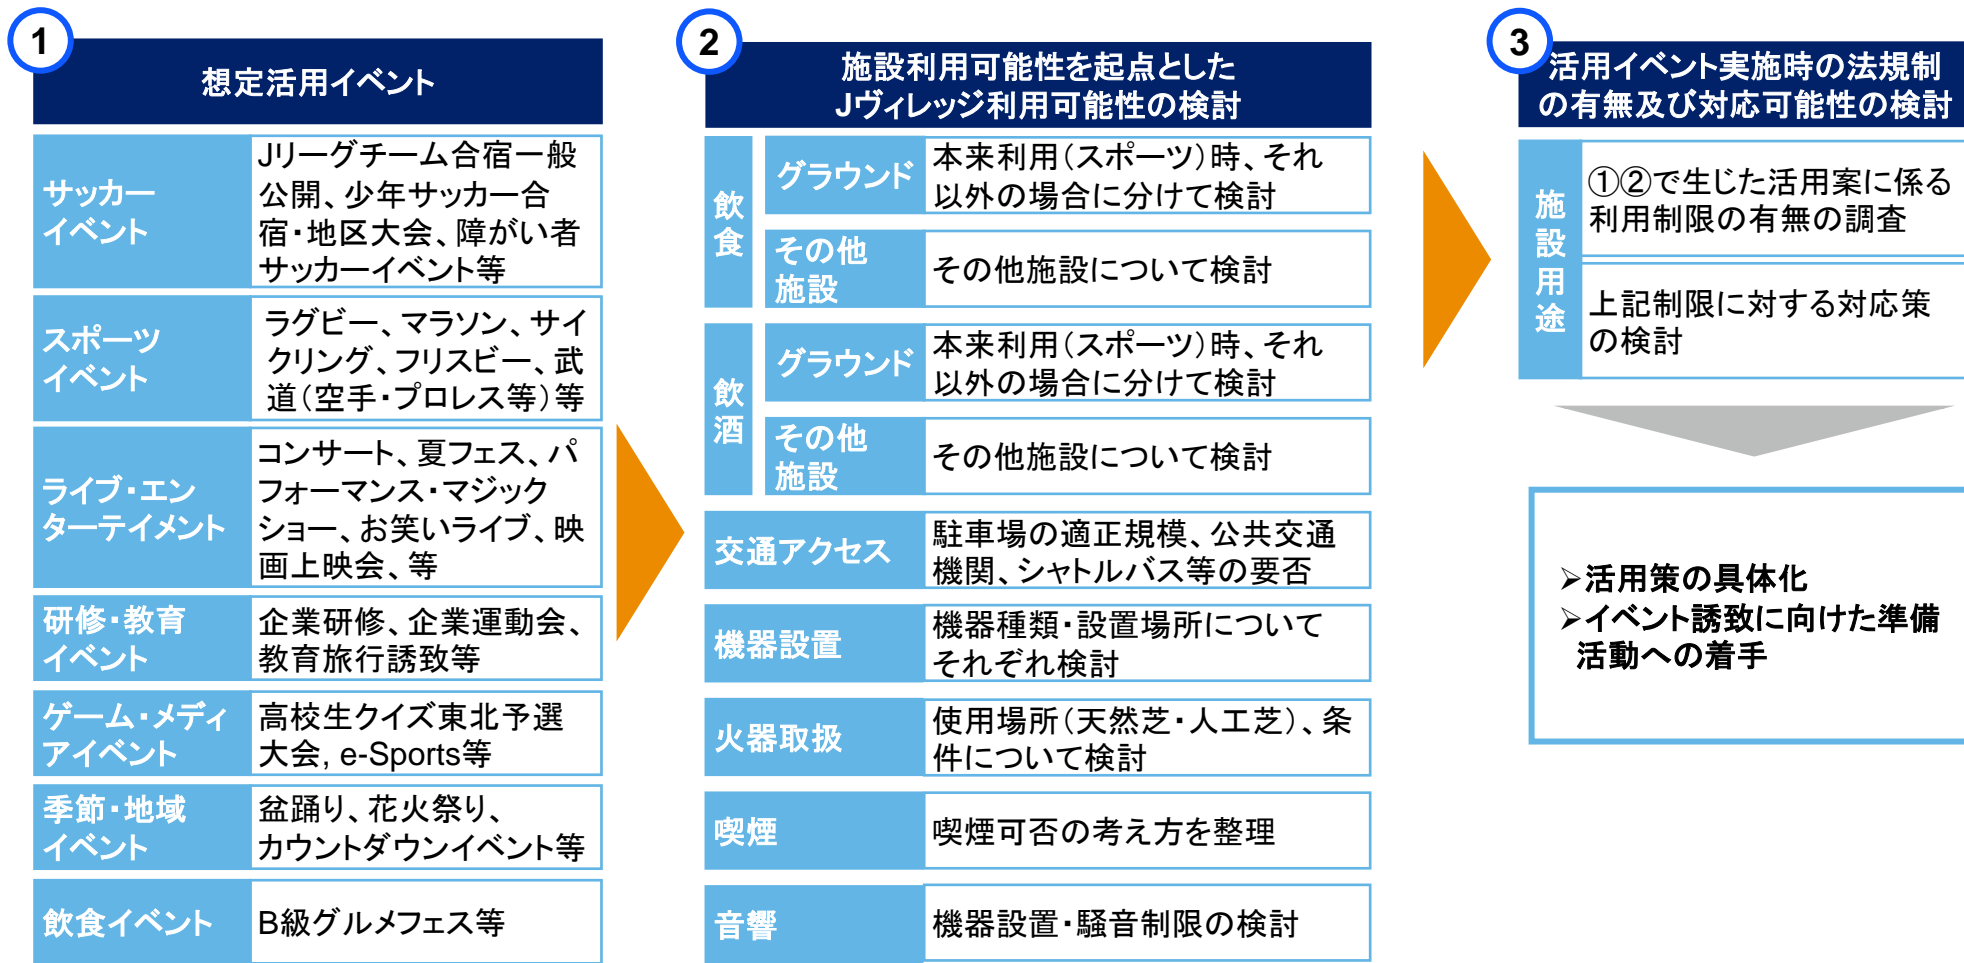 1
想定活用イベント
サッカー
イベント
Jリーグチーム合宿一般
公開、少年サッカー合
宿・地区大会、障がい者
サッカーイベント等
スポーツ
イベント
ラグビー、マラソン、サイ
クリング、フリスビー、武
道(空手・プロレス等)等
ライブ・エン
ターテイメント
コンサート、夏フェス、パ
フォーマンス・マジック
ショー、お笑いライブ、映
画上映会、等
研修・教育
イベント
企業研修、企業運動会、
教育旅行誘致等
ゲーム・メディ
アイベント
高校生クイズ東北予選
大会, e-Sports等
季節・地域
イベント
盆踊り、花火祭り、
カウントダウンイベント等
飲食イベント
B級グルメフェス等
2
施設利用可能性を起点とした
Jヴィレッジ利用可能性の検討
飲食
グラウンド
本来利用(スポーツ)時、それ
以外の場合に分けて検討
その他
施設
その他施設について検討
飲酒
グラウンド
本来利用(スポーツ)時、それ
以外の場合に分けて検討
その他
施設
その他施設について検討
交通アクセス
駐車場の適正規模、公共交通
機関、シャトルバス等の要否
機器設置
機器種類・設置場所について
それぞれ検討
火器取扱
使用場所(天然芝・人工芝)、条
件について検討
喫煙
喫煙可否の考え方を整理
音響
機器設置・騒音制限の検討
3
活用イベント実施時の法規制
の有無及び対応可能性の検討
施設用途
①②で生じた活用案に係る
利用制限の有無の調査
上記制限に対する対応策
の検討
➢活用策の具体化
➢イベント誘致に向けた準備
活動への着手